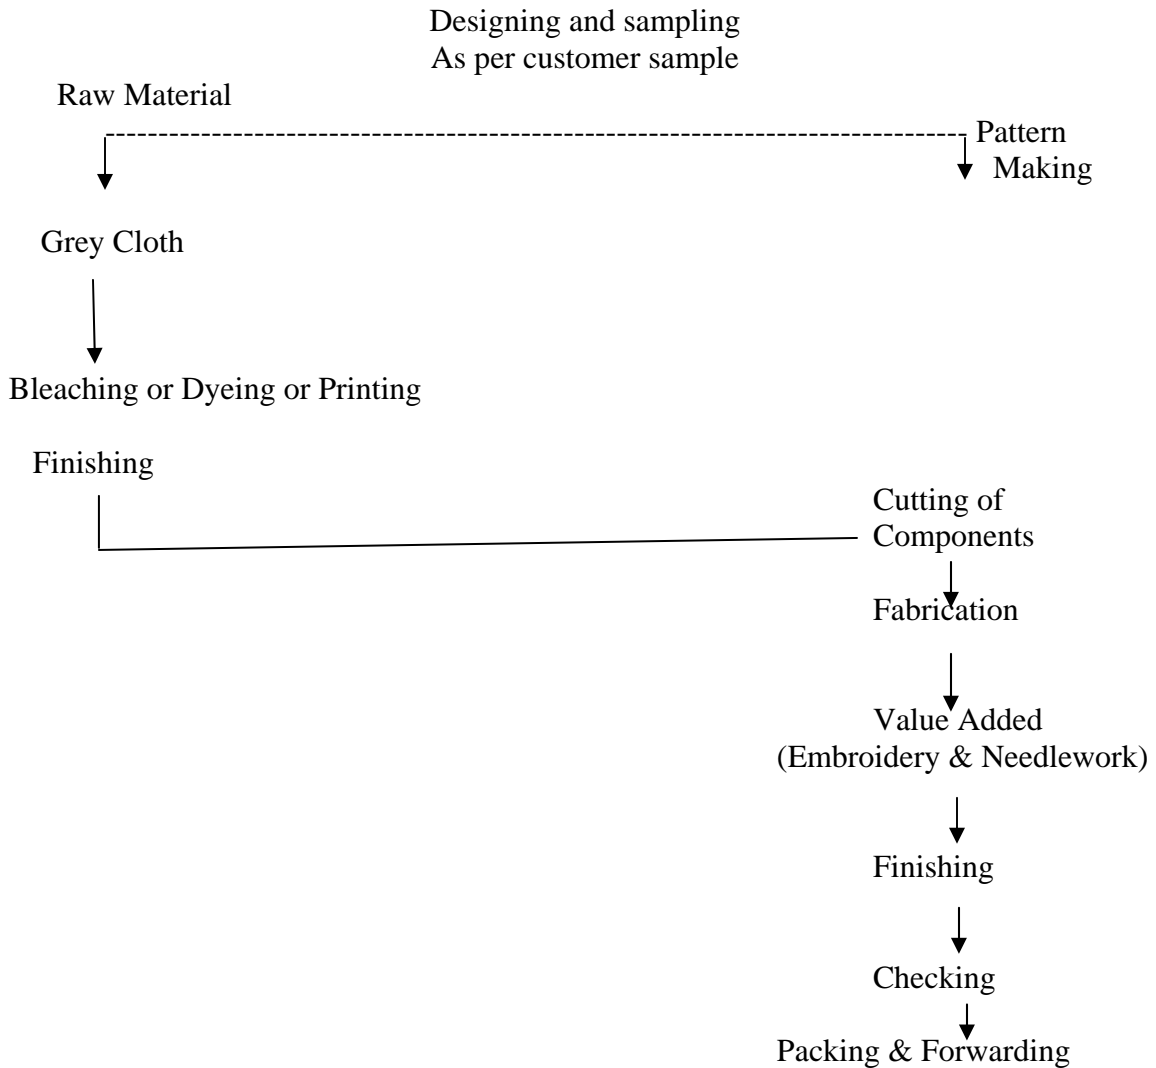 Designing and sampling
As per customer sample
Raw Material
Pattern
Making
Grey Cloth
Bleaching or Dyeing or Printing
Finishing
Cutting of
Components
Fabrication
Value Added
(Embroidery & Needlework)
Finishing
Checking
Packing & Forwarding